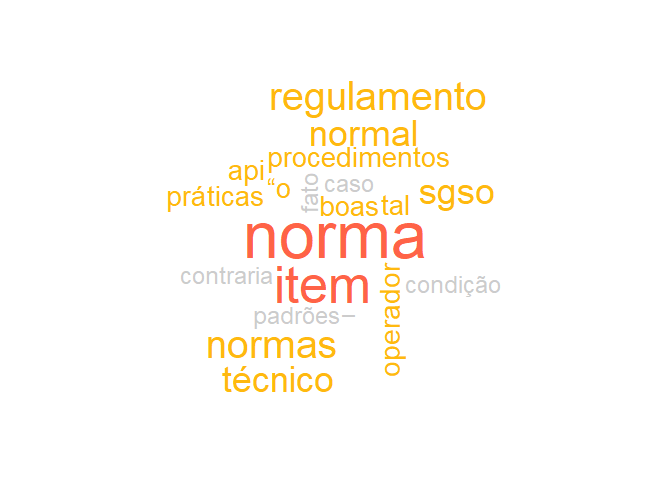 regulamento
normal
procedimentos
api
“o
fato
caso
práticas
boas
tal
sgso
norma
contraria
item
operador
condição
padrões
–
normas
técnico